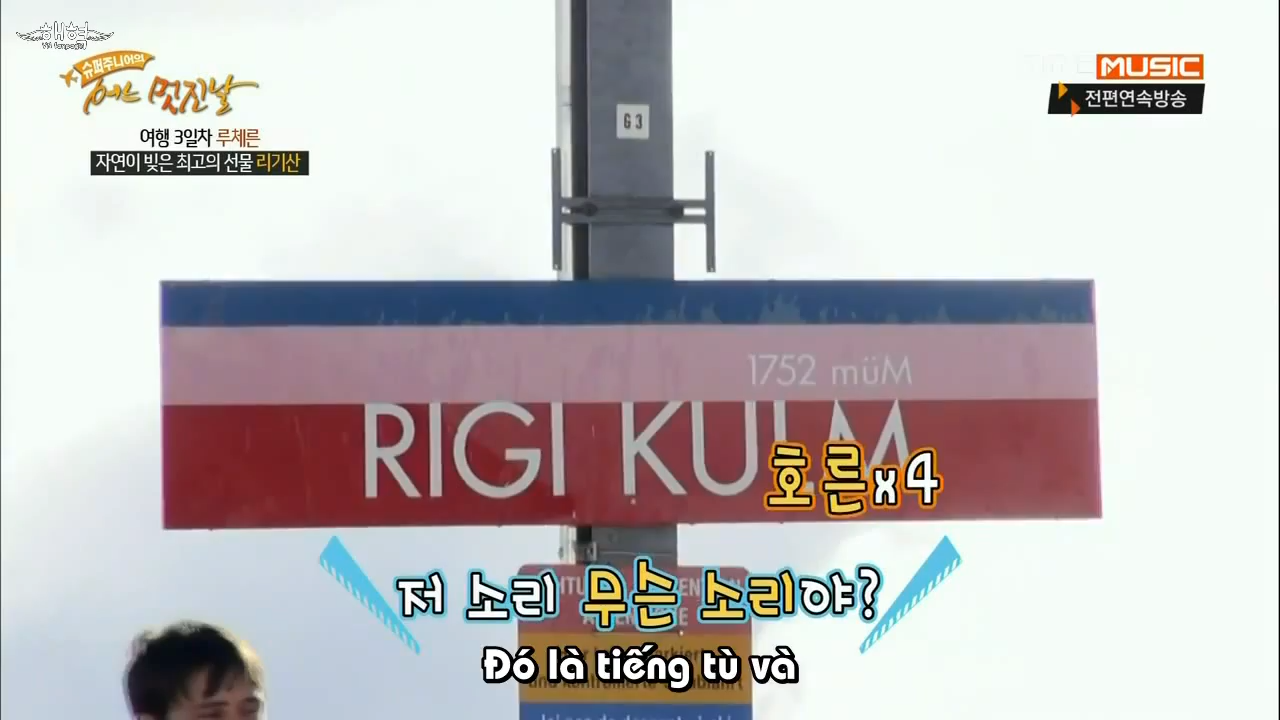 해혁
슈퍼주니어의
어느 멋진날
여행 3일차 루체른
자연이 빚은 최고의 선물 리기산
MUSIC
전편연속방송
G 3
1752 müM
RIGI KULM
호른x4
저 소리 무슨 소리야?
Đó là tiếng tù và